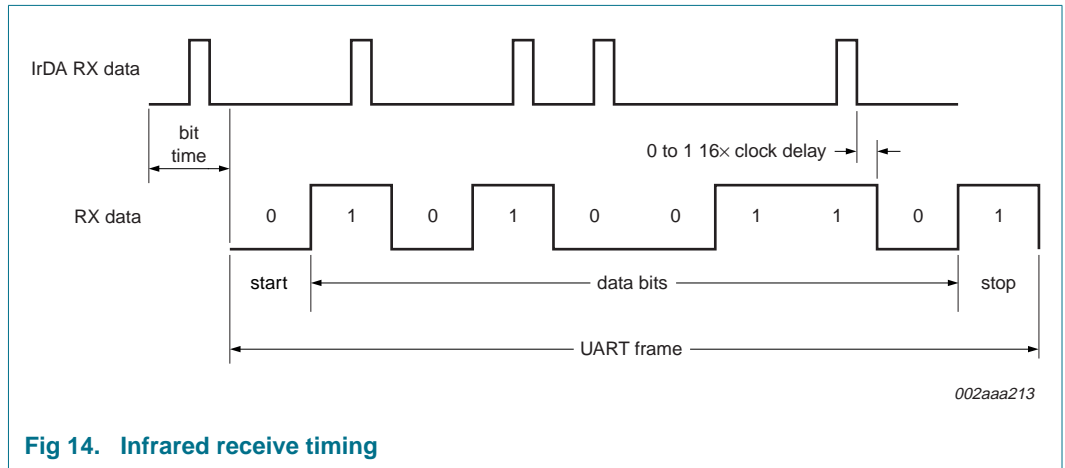 IrDA RX data
bit
time
0 to 1 16× clock delay
RX data
0 1 0 1 0 0 1 1 0 1
start
data bits
stop
UART frame
002aaa213
Fig 14. Infrared receive timing